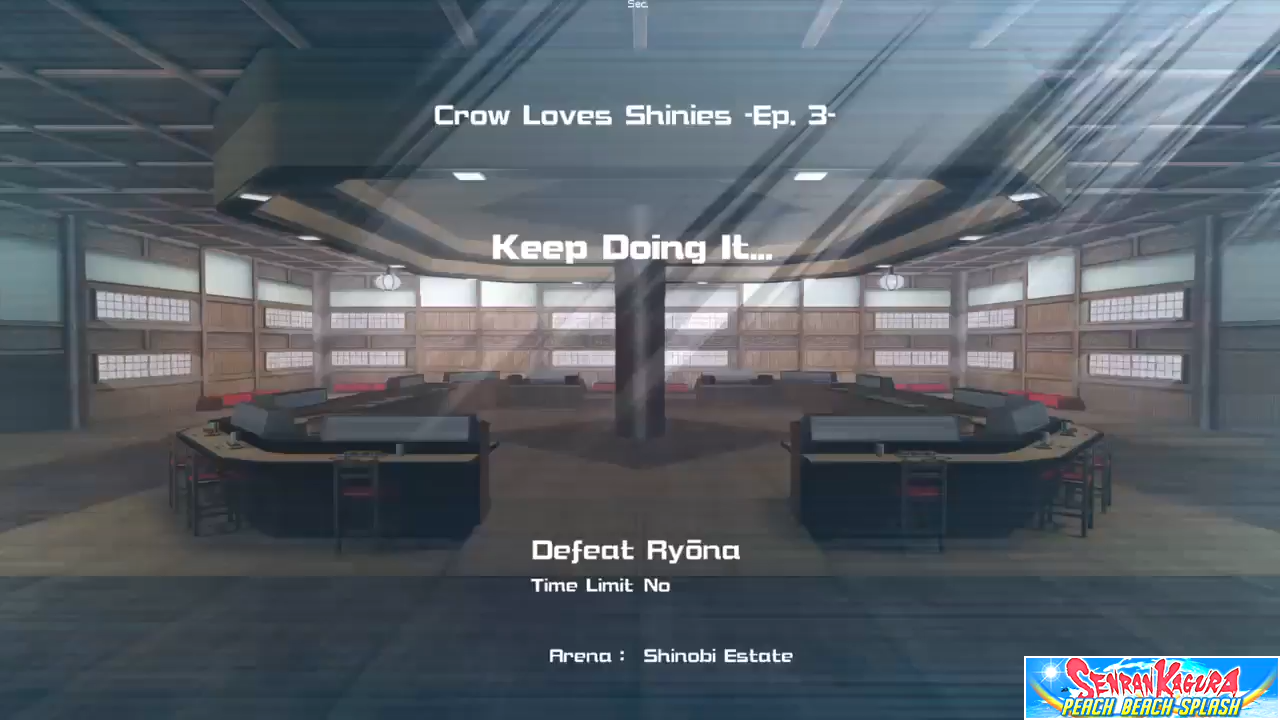 Sec.
Crow Loves Shinies -Ep. 3-
Keep Doing It...
Defeat Ryōna
Time Limit No
Arena : Shinobi Estate
SENRAN KAGURA
PEACH BEACH SPLASH